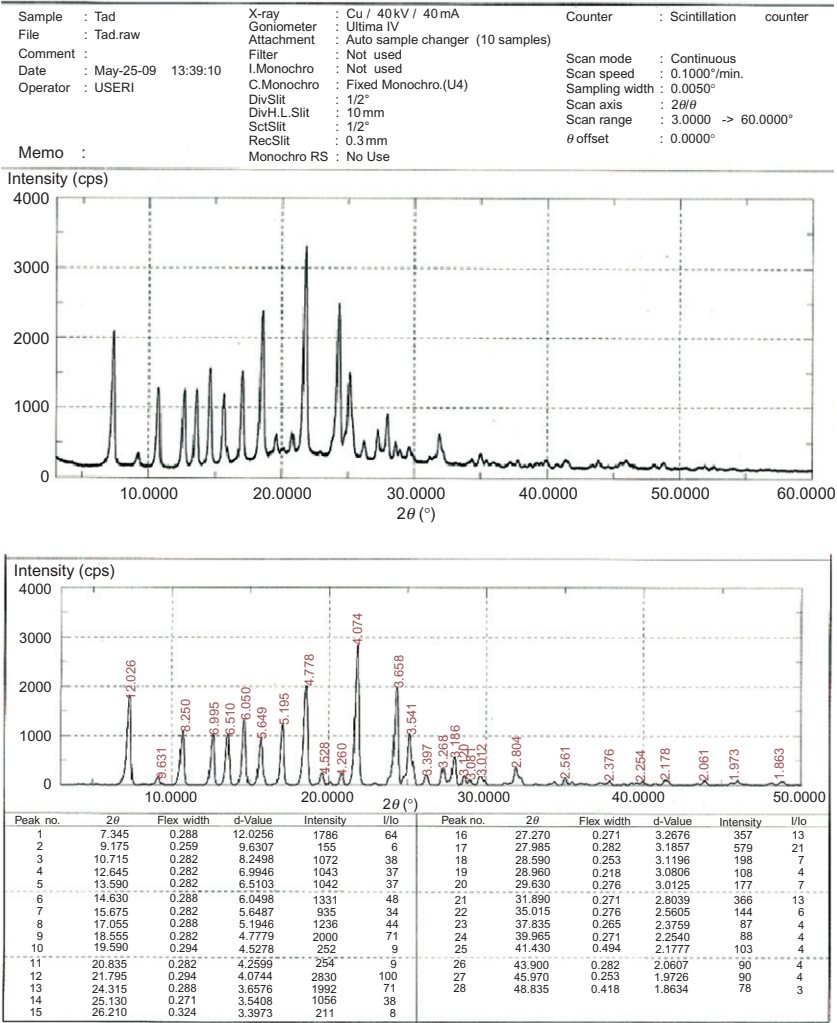 Sample : Tad
File : Tad.raw
Comment :
Date : May-25-09 13:39:10
Operator : USERI
Memo :
X-ray : Cu / 40 kV / 40 mA
Goniometer : Ultima IV
Attachment : Auto sample changer (10 samples)
Filter : Not used
I.Monochro : Not used
C.Monochro : Fixed Monochro.(U4)
DivSlit : 1/2°
DivH.L.Slit : 10 mm
SctSlit : 1/2°
RecSlit : 0.3 mm
Monochro RS : No Use
Counter : Scintillation counter
Scan mode : Continuous
Scan speed : 0.1000°/min.
Sampling width : 0.0050°
Scan axis : 2θ/θ
Scan range : 3.0000 -> 60.0000°
θ offset : 0.0000°
Intensity (cps)
4000
3000
2000
1000
0
10.0000 20.0000 30.0000 40.0000 50.0000 60.0000
2θ (°)
Intensity (cps)
4000
3000
2000
1000
0
12.026 9.631 8.250 6.995 6.510 6.050 5.649 5.195 4.778 4.528 4.260 4.074 3.658 3.541 3.397 3.268 3.186 3.120 3.081 3.012 2.804 2.561 2.376 2.254 2.178 2.061 1.973 1.863
10.0000 20.0000 30.0000 40.0000 50.0000
2θ (°)
Peak no. 2θ Flex width d-Value Intensity I/Io
1 7.345 0.288 12.0256 1786 64
2 9.175 0.259 9.6307 155 6
3 10.715 0.282 8.2498 1072 38
4 12.645 0.282 6.9946 1043 37
5 13.590 0.282 6.5103 1042 37
6 14.630 0.288 6.0498 1331 48
7 15.675 0.282 5.6487 935 34
8 17.055 0.288 5.1946 1236 44
9 18.555 0.282 4.7779 2000 71
10 19.590 0.294 4.5278 252 9
11 20.835 0.282 4.2599 254 9
12 21.795 0.294 4.0744 2830 100
13 24.315 0.288 3.6576 1992 71
14 25.130 0.271 3.5408 1056 38
15 26.210 0.324 3.3973 211 8
Peak no. 2θ Flex width d-Value Intensity I/Io
16 27.270 0.271 3.2676 357 13
17 27.985 0.282 3.1857 579 21
18 28.590 0.253 3.1196 198 7
19 28.960 0.218 3.0806 108 4
20 29.630 0.276 3.0125 177 7
21 31.890 0.271 2.8039 366 13
22 35.015 0.276 2.5605 144 6
23 37.835 0.265 2.3759 87 4
24 39.965 0.271 2.2540 88 4
25 41.430 0.494 2.2177 103 4
26 43.900 0.282 2.0607 90 4
27 45.970 0.253 1.9726 90 4
28 48.835 0.418 1.8634 78 3